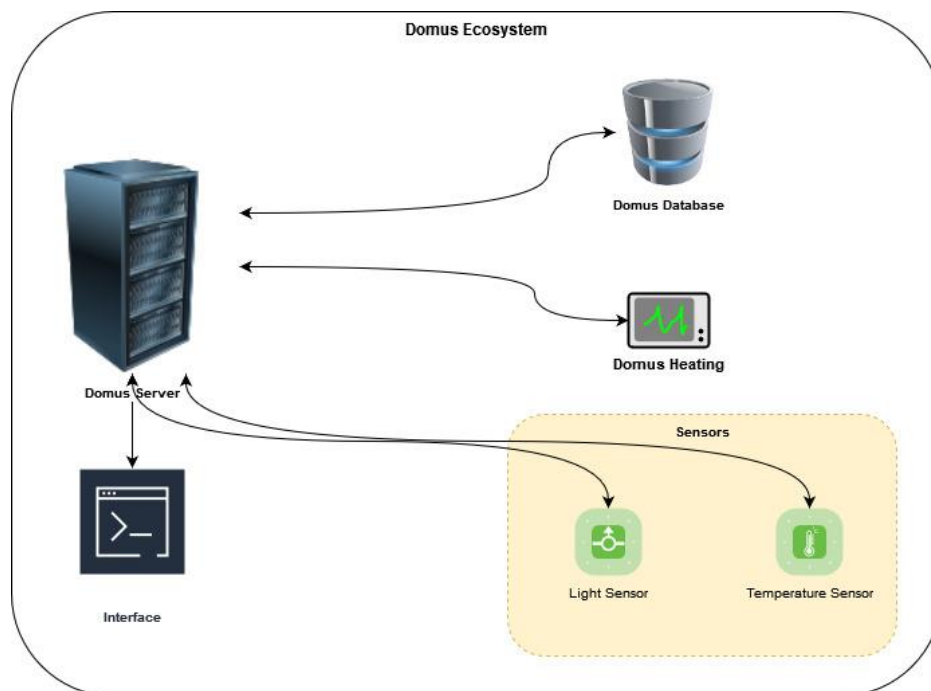 Domus Ecosystem
Domus Database
Domus Heating
Domus Server
Sensors
Light Sensor
Temperature Sensor
Interface